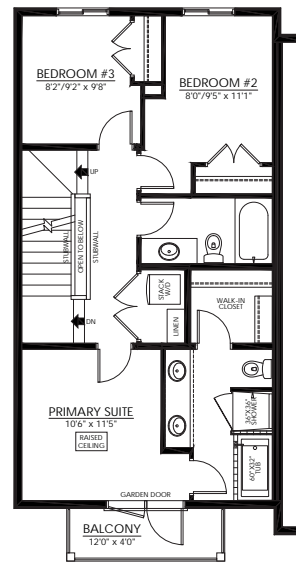 BEDROOM #3
8'2"/9'2" x 9'8"
BEDROOM #2
8'0"/9'5" x 11'1"
UP
STUBWALL
OPEN TO BELOW
STUBWALL
DN
STACK
W/D
LINEN
WALK-IN
CLOSET
PRIMARY SUITE
10'6" x 11'5"
RAISED
CEILING
36"X36"
SHOWER
60"X32"
TUB
GARDEN DOOR
BALCONY
12'0" x 4'0"